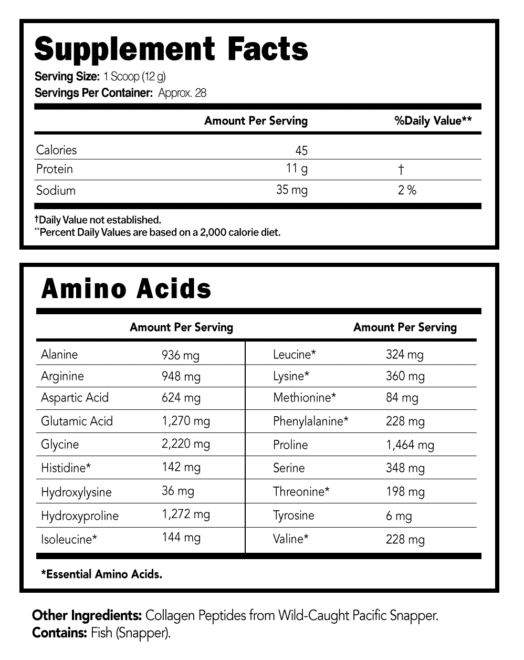 Supplement Facts
Serving Size: 1 Scoop (12 g)
Servings Per Container: Approx. 28
Amount Per Serving %Daily Value**
Calories 45
Protein 11 g †
Sodium 35 mg 2 %
†Daily Value not established.
**Percent Daily Values are based on a 2,000 calorie diet.
Amino Acids
Amount Per Serving Amount Per Serving
Alanine 936 mg Leucine* 324 mg
Arginine 948 mg Lysine* 360 mg
Aspartic Acid 624 mg Methionine* 84 mg
Glutamic Acid 1,270 mg Phenylalanine* 228 mg
Glycine 2,220 mg Proline 1,464 mg
Histidine* 142 mg Serine 348 mg
Hydroxylysine 36 mg Threonine* 198 mg
Hydroxyproline 1,272 mg Tyrosine 6 mg
Isoleucine* 144 mg Valine* 228 mg
*Essential Amino Acids.
Other Ingredients: Collagen Peptides from Wild-Caught Pacific Snapper.
Contains: Fish (Snapper).